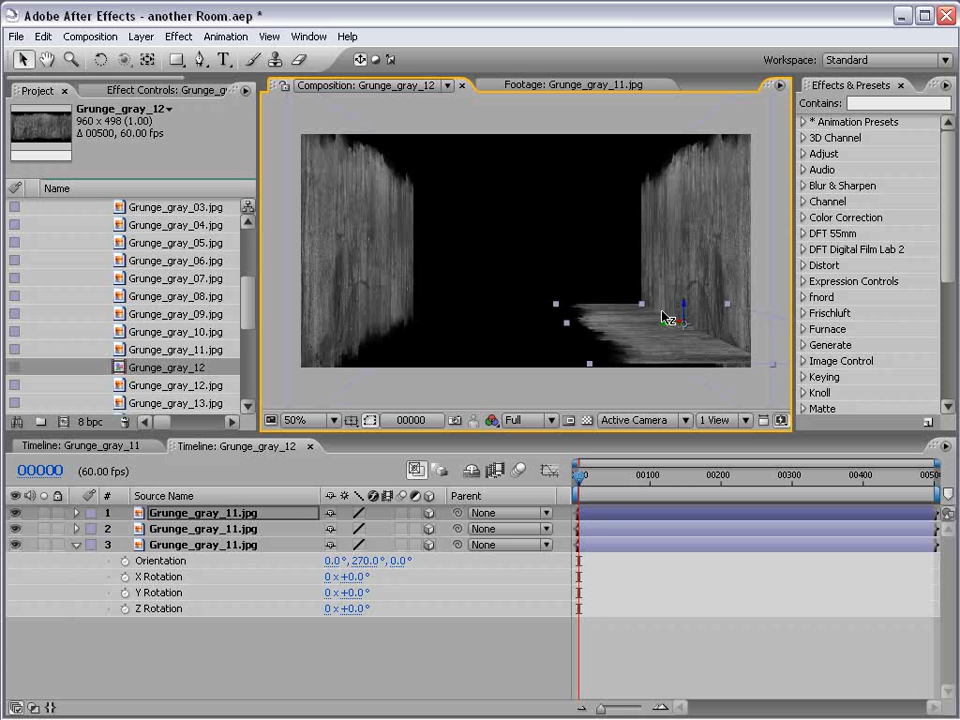 Adobe After Effects - another Room.aep *
File Edit Composition Layer Effect Animation View Window Help
Workspace: Standard
Project Effect Controls: Grunge_gr
Composition: Grunge_gray_12
Footage: Grunge_gray_11.jpg
Effects & Presets
Grunge_gray_12
960 x 498 (1.00)
Δ 00500, 60.00 fps
Contains:
Name
Grunge_gray_03.jpg
Grunge_gray_04.jpg
Grunge_gray_05.jpg
Grunge_gray_06.jpg
Grunge_gray_07.jpg
Grunge_gray_08.jpg
Grunge_gray_09.jpg
Grunge_gray_10.jpg
Grunge_gray_11.jpg
Grunge_gray_12
Grunge_gray_12.jpg
Grunge_gray_13.jpg
8 bpc
Z
* Animation Presets
3D Channel
Adjust
Audio
Blur & Sharpen
Channel
Color Correction
DFT 55mm
DFT Digital Film Lab 2
Distort
Expression Controls
fnord
Frischluft
Furnace
Generate
Image Control
Keying
Knoll
Matte
50% 00000 Full Active Camera 1 View
Timeline: Grunge_gray_11 Timeline: Grunge_gray_12
00000 (60.00 fps)
0 00100 00200 00300 00400 0050
# Source Name Parent
1 Grunge_gray_11.jpg None
2 Grunge_gray_11.jpg None
3 Grunge_gray_11.jpg None
Orientation 0.0°, 270.0°, 0.0°
X Rotation 0 x +0.0°
Y Rotation 0 x +0.0°
Z Rotation 0 x +0.0°